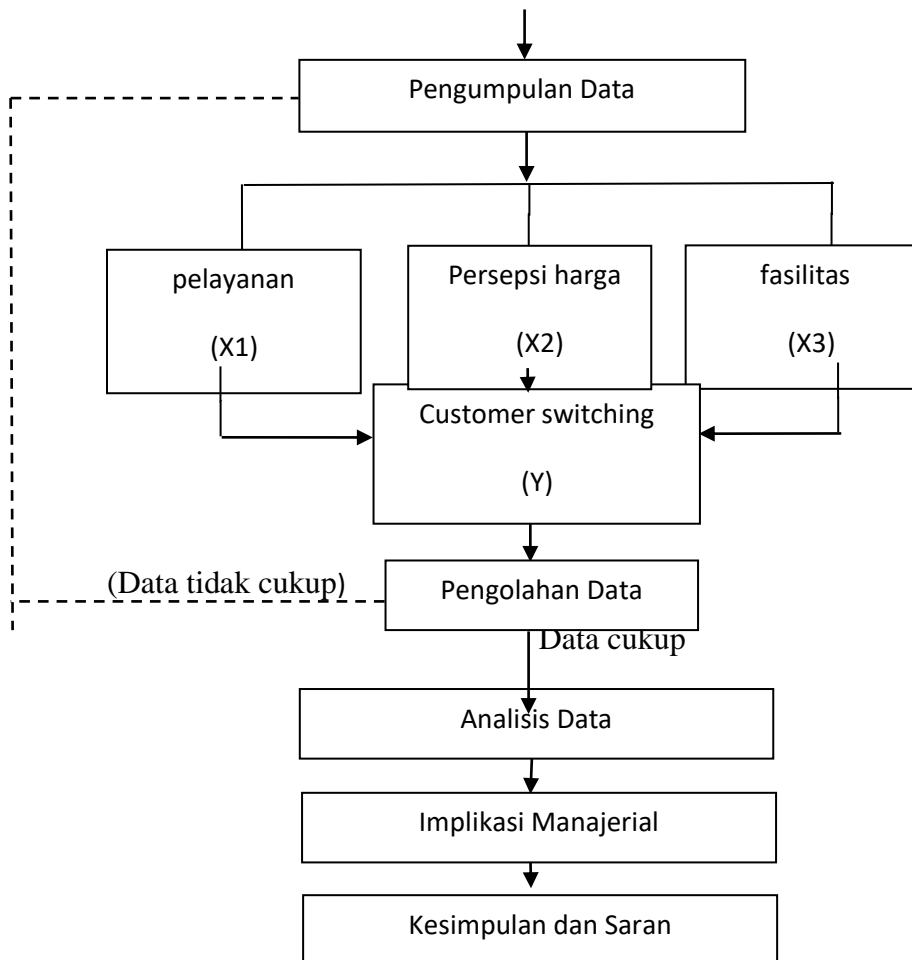 Pengumpulan Data
pelayanan
(X1)
Persepsi harga
(X2)
fasilitas
(X3)
Customer switching
(Y)
(Data tidak cukup)
Pengolahan Data
Data cukup
Analisis Data
Implikasi Manajerial
Kesimpulan dan Saran